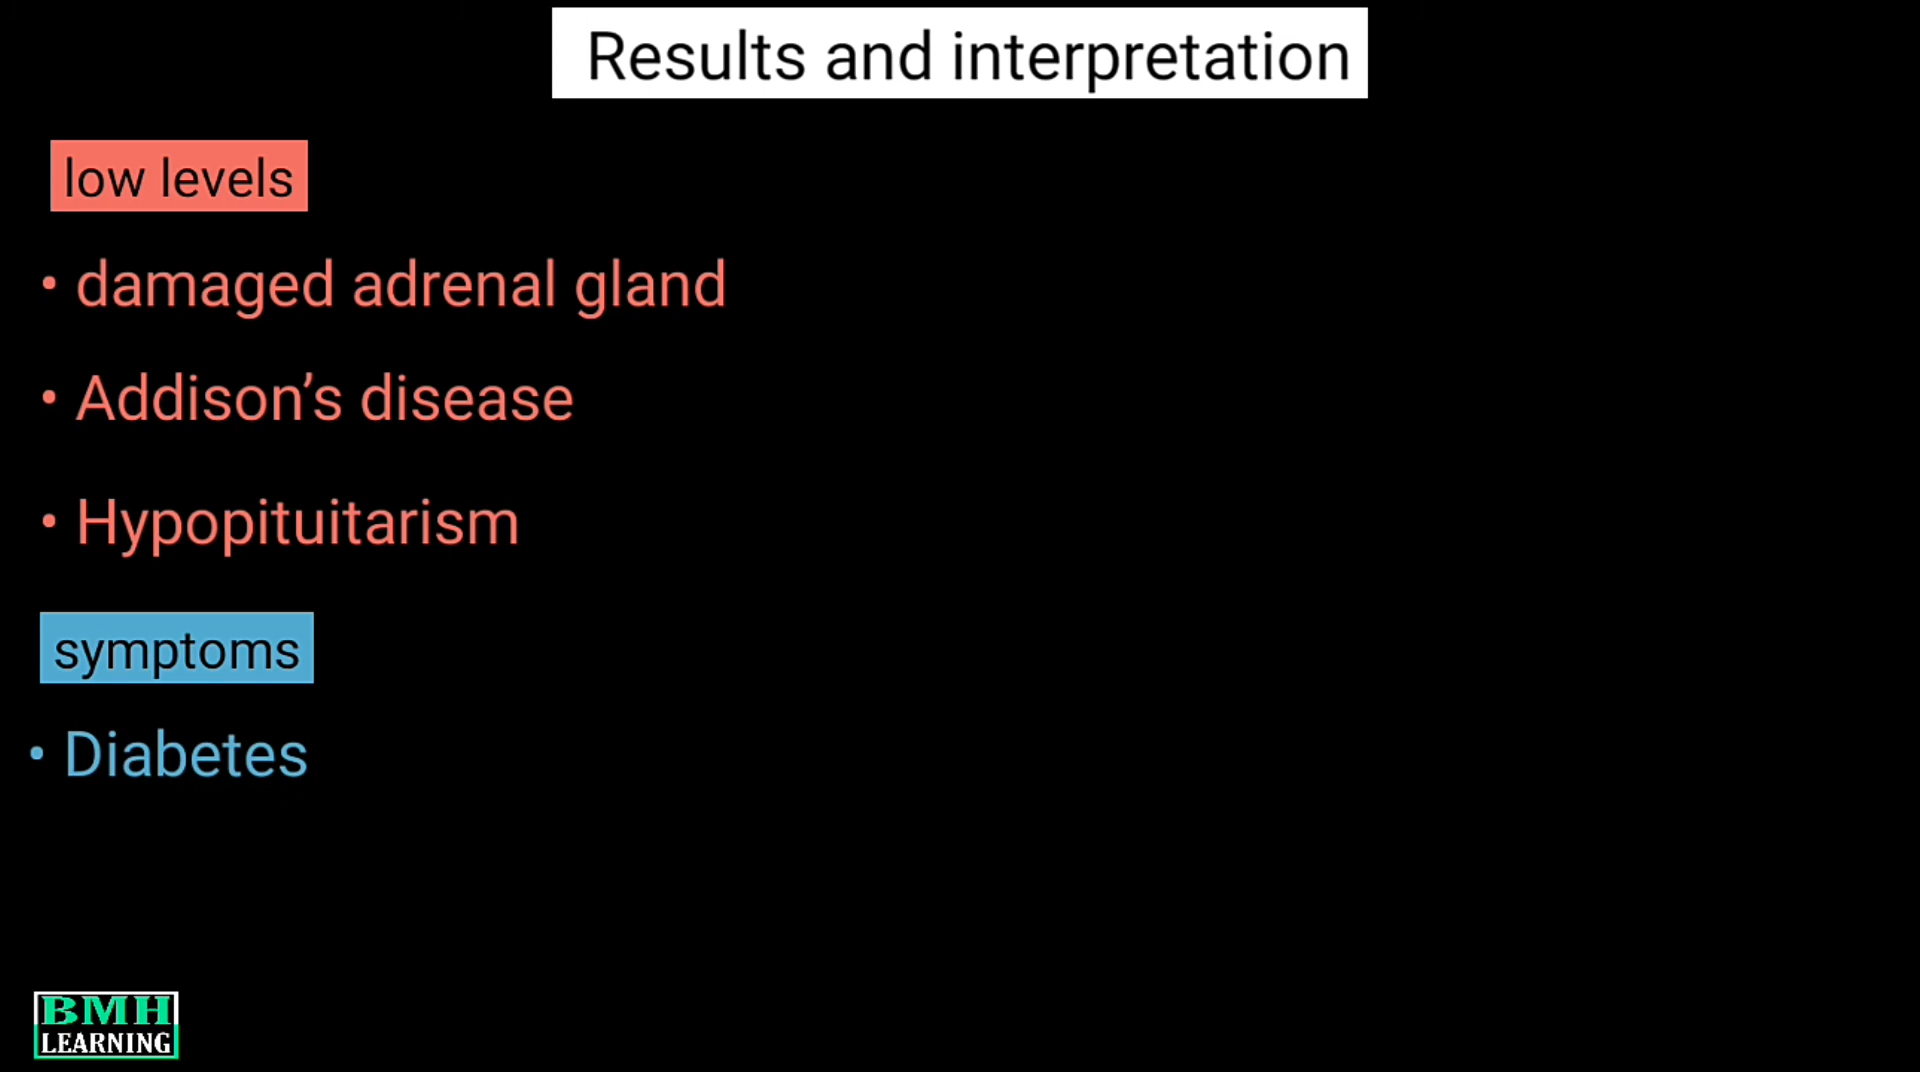 Results and interpretation
low levels
• damaged adrenal gland
• Addison’s disease
• Hypopituitarism
symptoms
• Diabetes
BMH
LEARNING